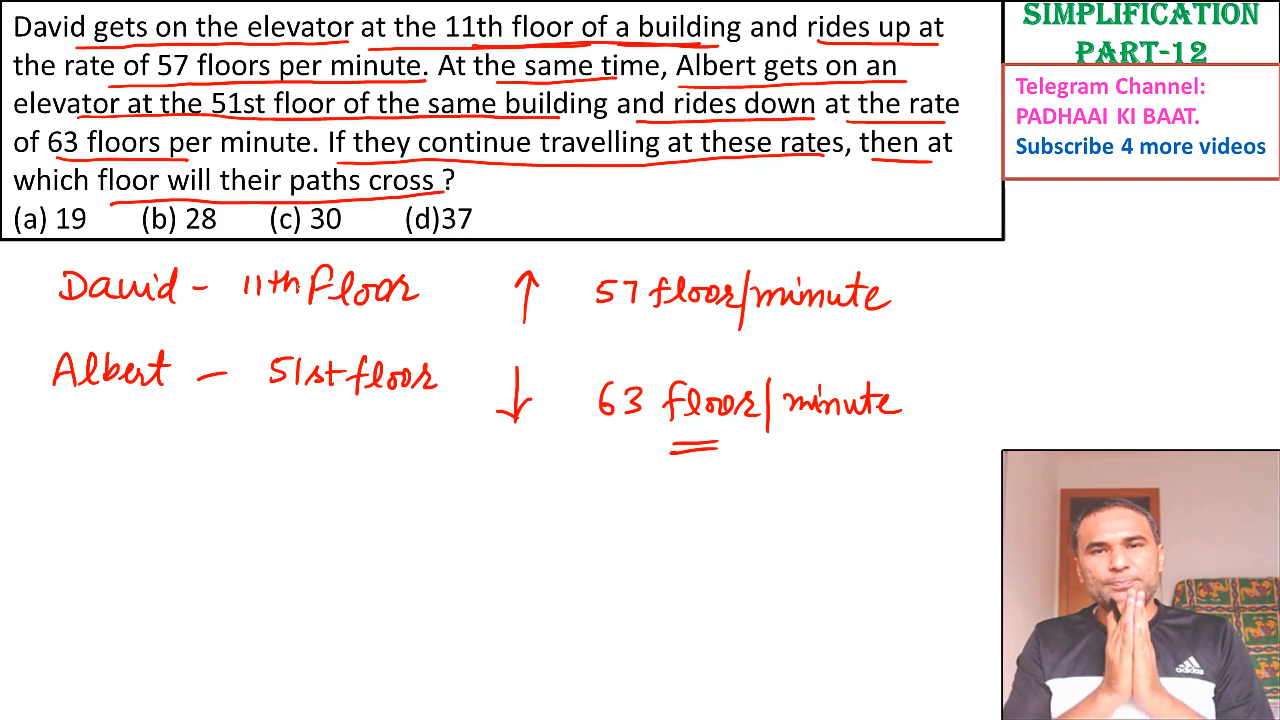 David gets on the elevator at the 11th floor of a building and rides up at
the rate of 57 floors per minute. At the same time, Albert gets on an
elevator at the 51st floor of the same building and rides down at the rate
of 63 floors per minute. If they continue travelling at these rates, then at
which floor will their paths cross ?
(a) 19 (b) 28 (c) 30 (d)37
SIMPLIFICATION
PART-12
Telegram Channel:
PADHAAI KI BAAT.
Subscribe 4 more videos
David - 11th Floor ↑ 57 floor/minute
Albert - 51st floor ↓ 63 floor/minute
adidas